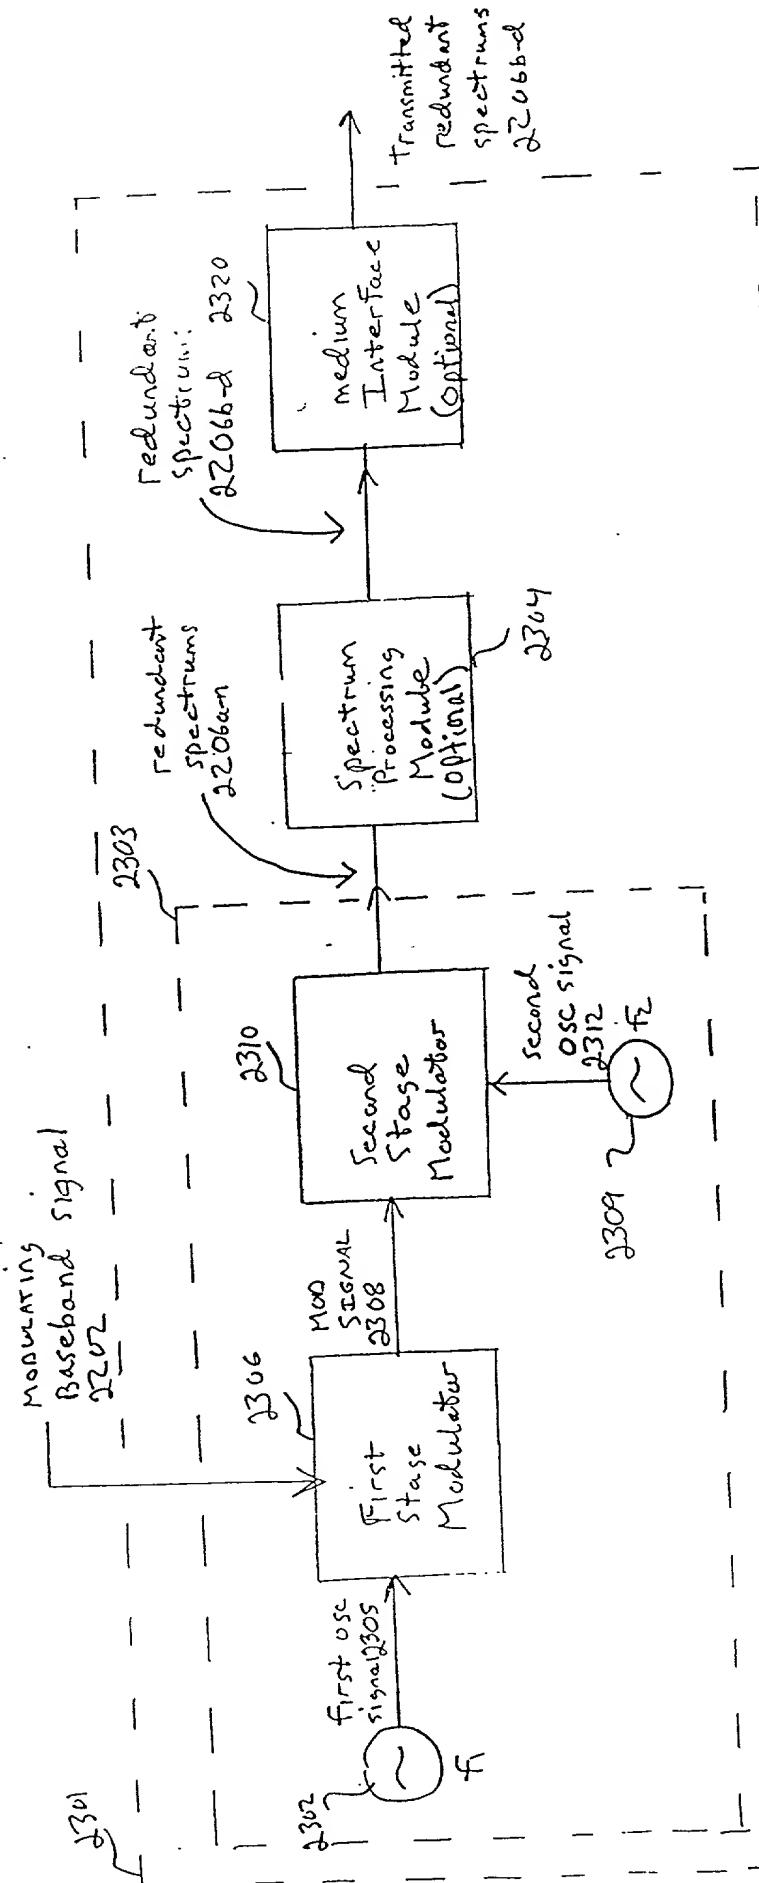 2301
MODULATING
Baseband signal
2202
2303
2302
First osc
signal 2305
F1
2306
First
Stage
Modulator
MOD
SIGNAL
2308
2310
Second
Stage
Modulator
second
osc signal
2312
F2
2309
redundant
spectrums
2206a-n
Spectrum
Processing
Module
(optional)
2304
redundant
spectrums
2206b-d
2320
medium
Interface
Module
(optional)
Transmitted
redundant
spectrums
2206b-d